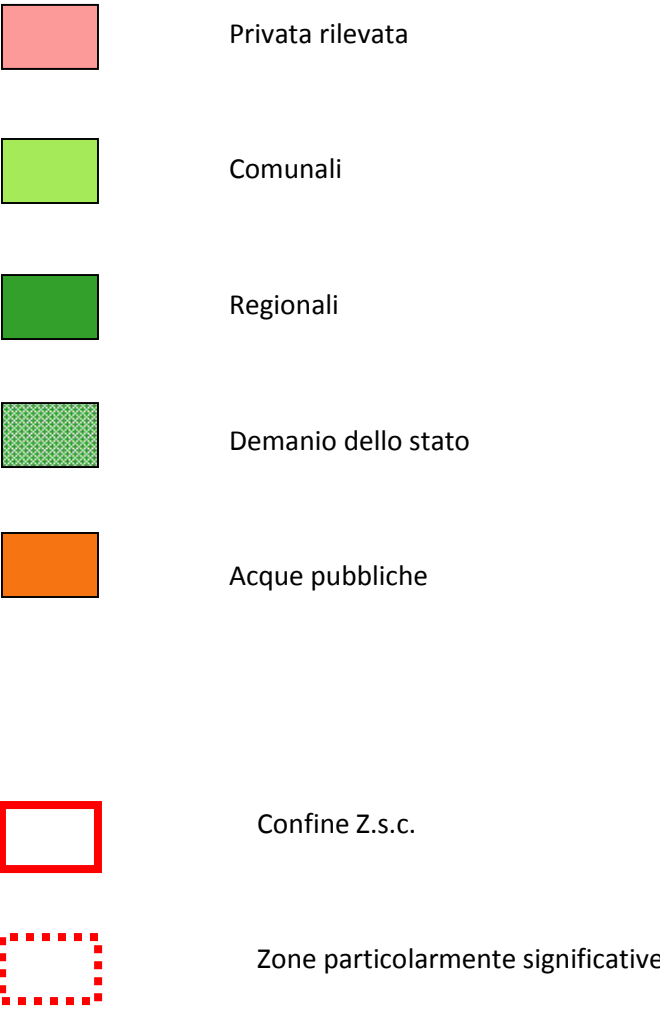 Privata rilevata
Comunali
Regionali
Demanio dello stato
Acque pubbliche
Confine Z.s.c.
Zone particolarmente significative